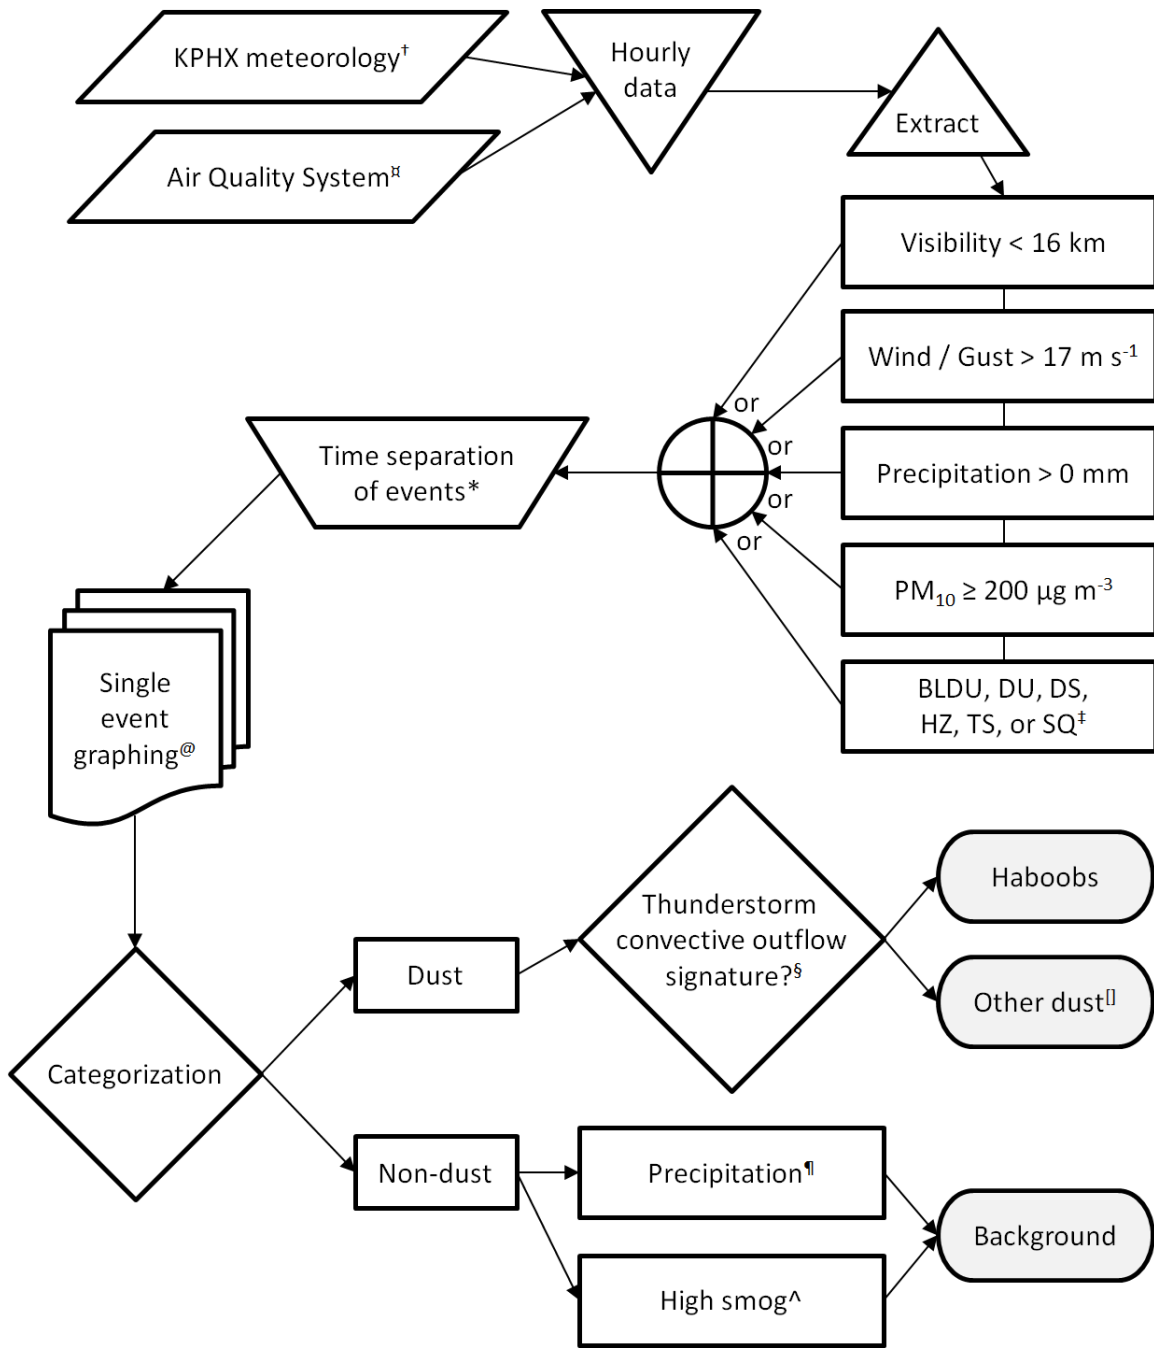 KPHX meteorology†
Air Quality System¤
Hourly
data
Extract
Visibility < 16 km
Wind / Gust > 17 m s⁻¹
Precipitation > 0 mm
PM₁₀ ≥ 200 µg m⁻³
BLDU, DU, DS,
HZ, TS, or SQ‡
or
or
or
or
Time separation
of events*
Single
event
graphing@
Categorization
Dust
Non-dust
Thunderstorm
convective outflow
signature?§
Haboobs
Other dust[]
Precipitation¶
High smog^
Background